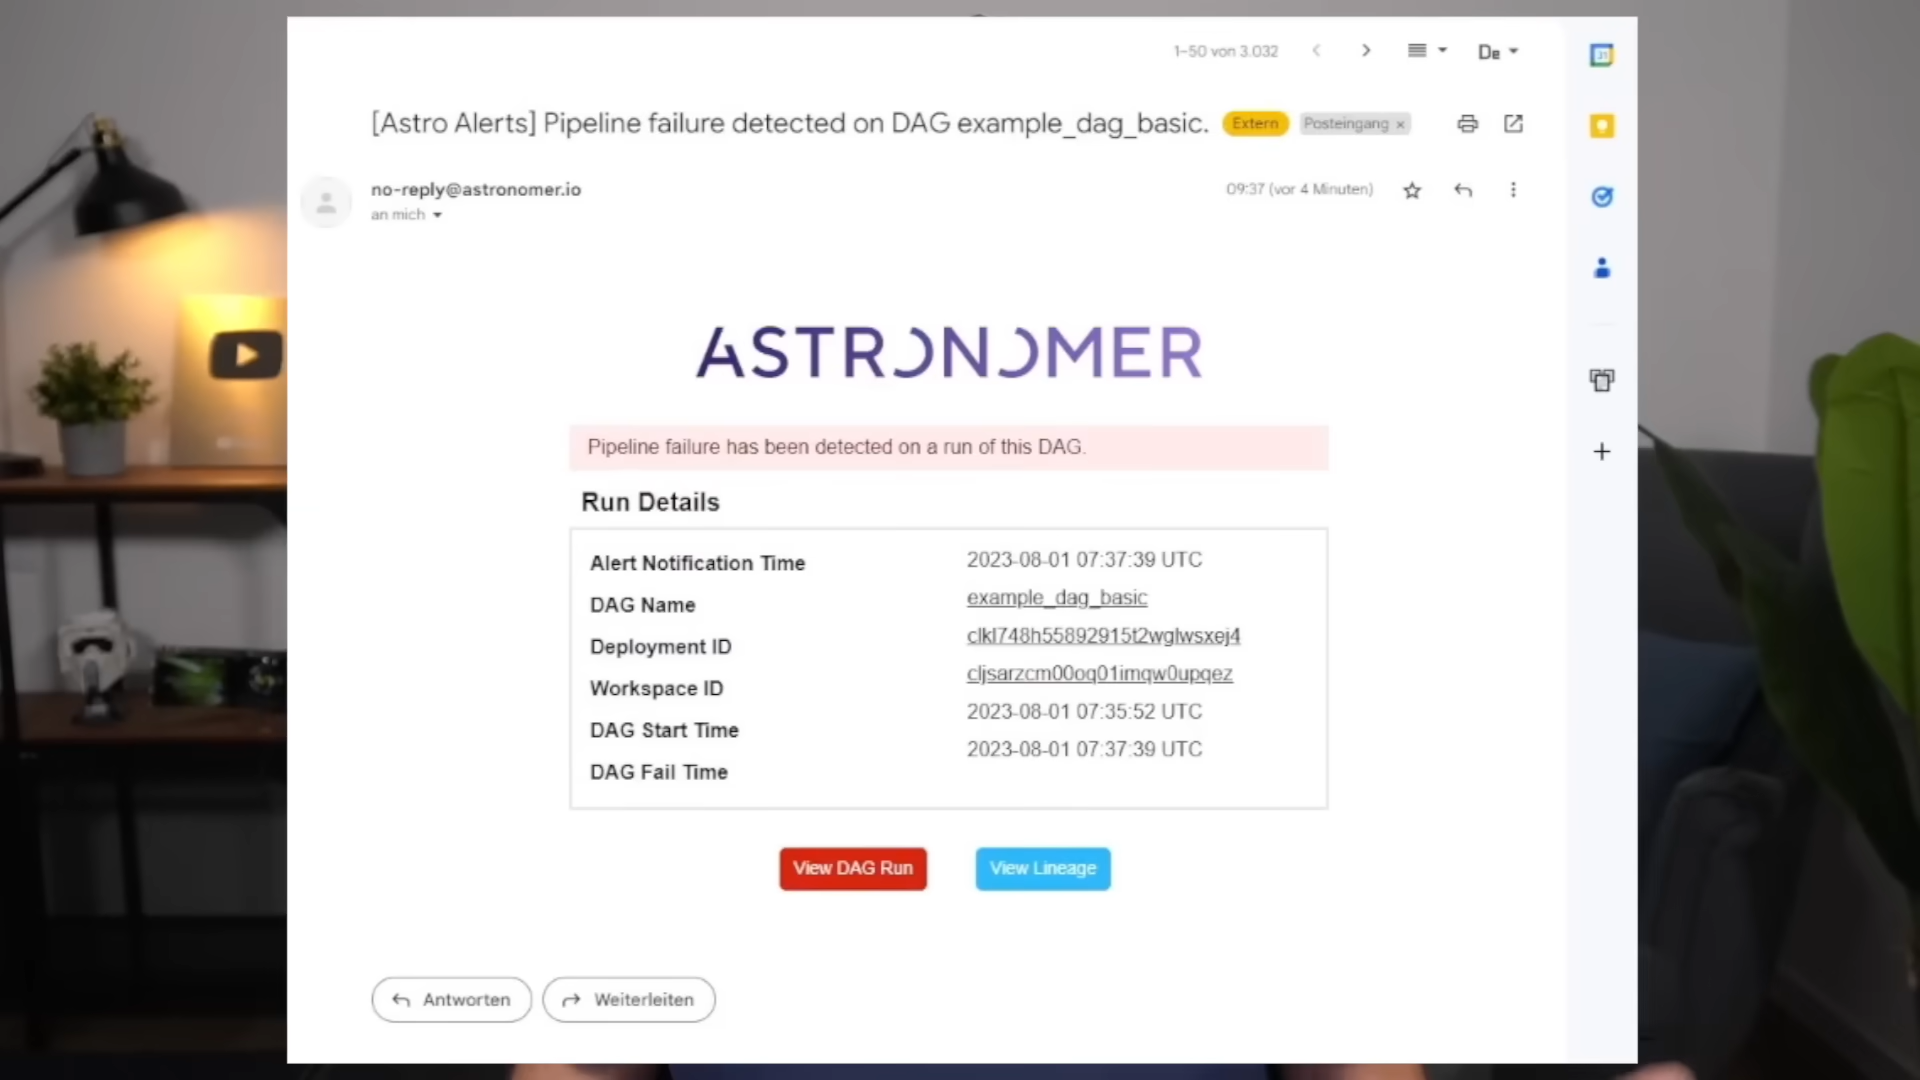 1–50 von 3.032
De
[Astro Alerts] Pipeline failure detected on DAG example_dag_basic.
Extern
Posteingang ×
no-reply@astronomer.io
09:37 (vor 4 Minuten)
an mich
ASTRONOMER
Pipeline failure has been detected on a run of this DAG.
Run Details
Alert Notification Time 2023-08-01 07:37:39 UTC
DAG Name example_dag_basic
Deployment ID clkl748h55892915t2wglwsxej4
Workspace ID cljsarzcm00oq01imqw0upqez
DAG Start Time 2023-08-01 07:35:52 UTC
DAG Fail Time 2023-08-01 07:37:39 UTC
View DAG Run
View Lineage
Antworten
Weiterleiten